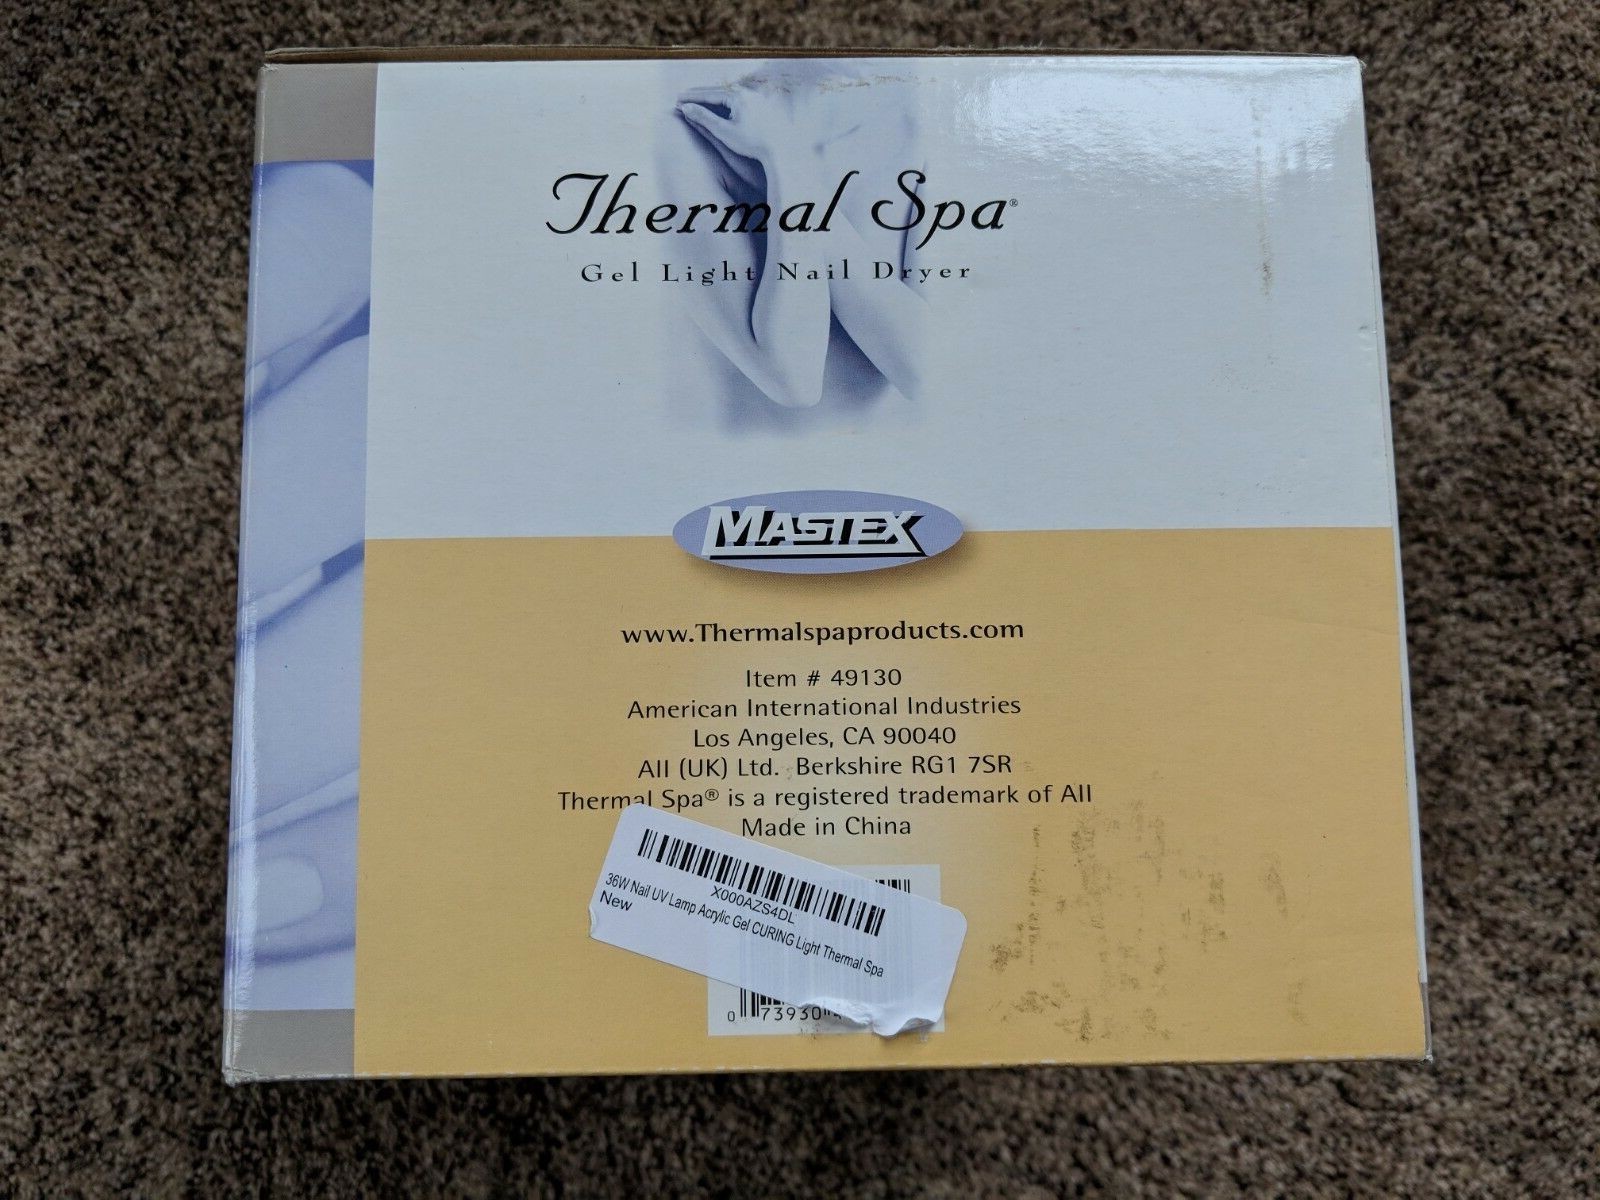 Thermal Spa®
Gel Light Nail Dryer
MASTEX
www.Thermalspaproducts.com
Item # 49130
American International Industries
Los Angeles, CA 90040
AII (UK) Ltd. Berkshire RG1 7SR
Thermal Spa® is a registered trademark of AII
Made in China
X000AZS4DL
36W Nail UV Lamp Acrylic Gel CURING Light Thermal Spa
New
0 73930